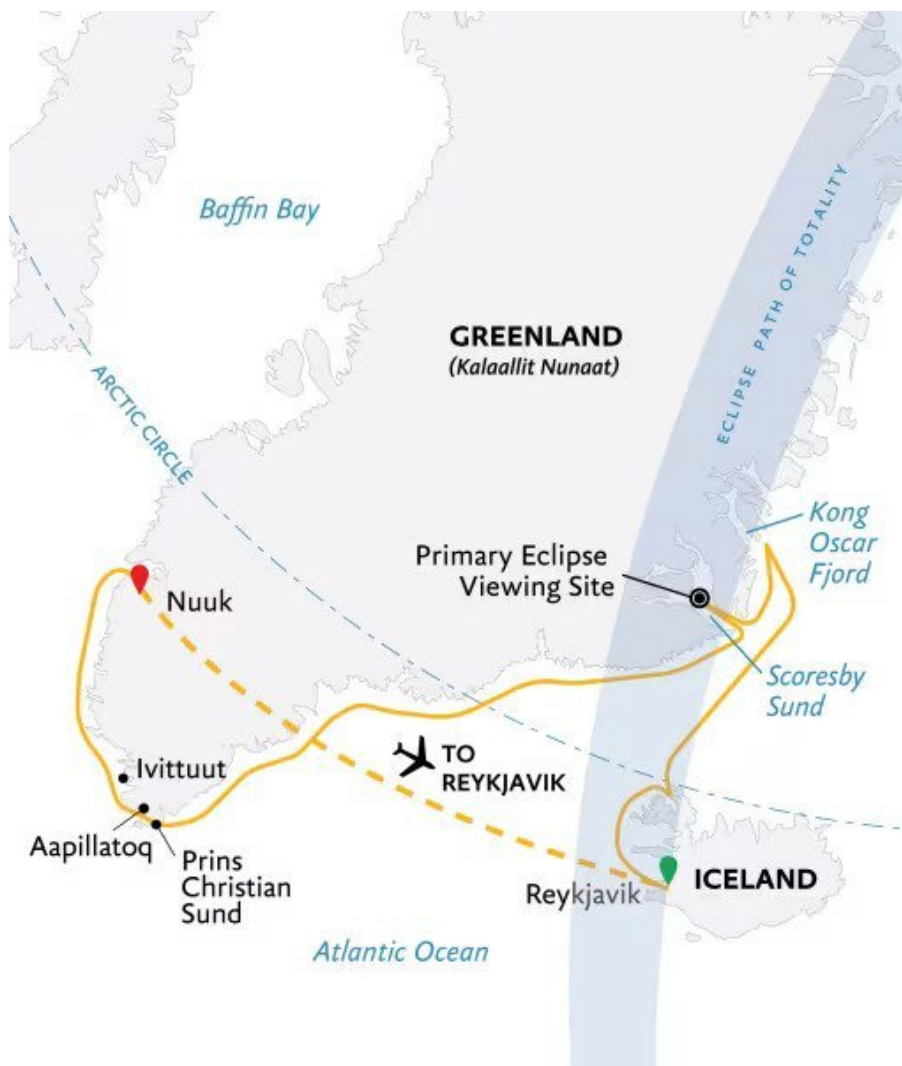 Baffin Bay
GREENLAND
(Kalaallit Nunaat)
ARCTIC CIRCLE
ECLIPSE PATH OF TOTALITY
Kong
Oscar
Fjord
Primary Eclipse
Viewing Site
Nuuk
Scoresby
Sund
TO
REYKJAVIK
Ivittuut
Aapillatoq
Prins
Christian
Sund
Reykjavik
ICELAND
Atlantic Ocean